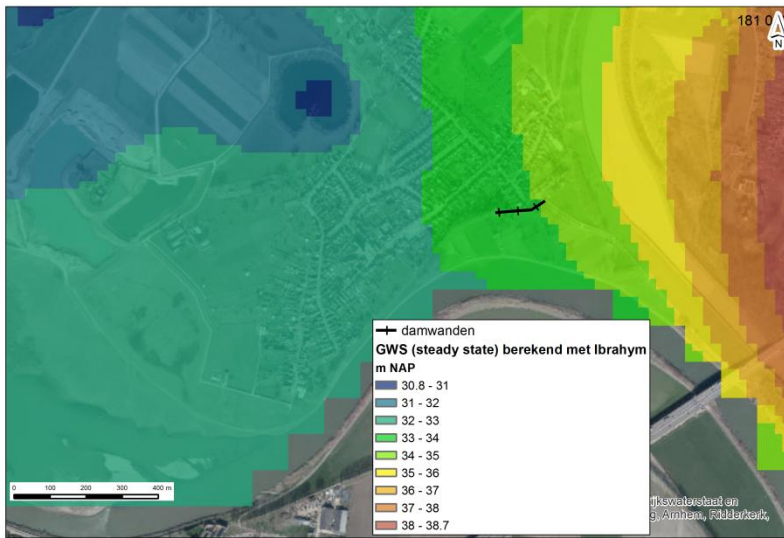 181 0
N
damwanden
GWS (steady state) berekend met Ibrahym
m NAP
30.8 - 31
31 - 32
32 - 33
33 - 34
34 - 35
35 - 36
36 - 37
37 - 38
38 - 38.7
0 100 200 300 400 m
ijkswaterstaat en
g, Arnhem, Ridderkerk,